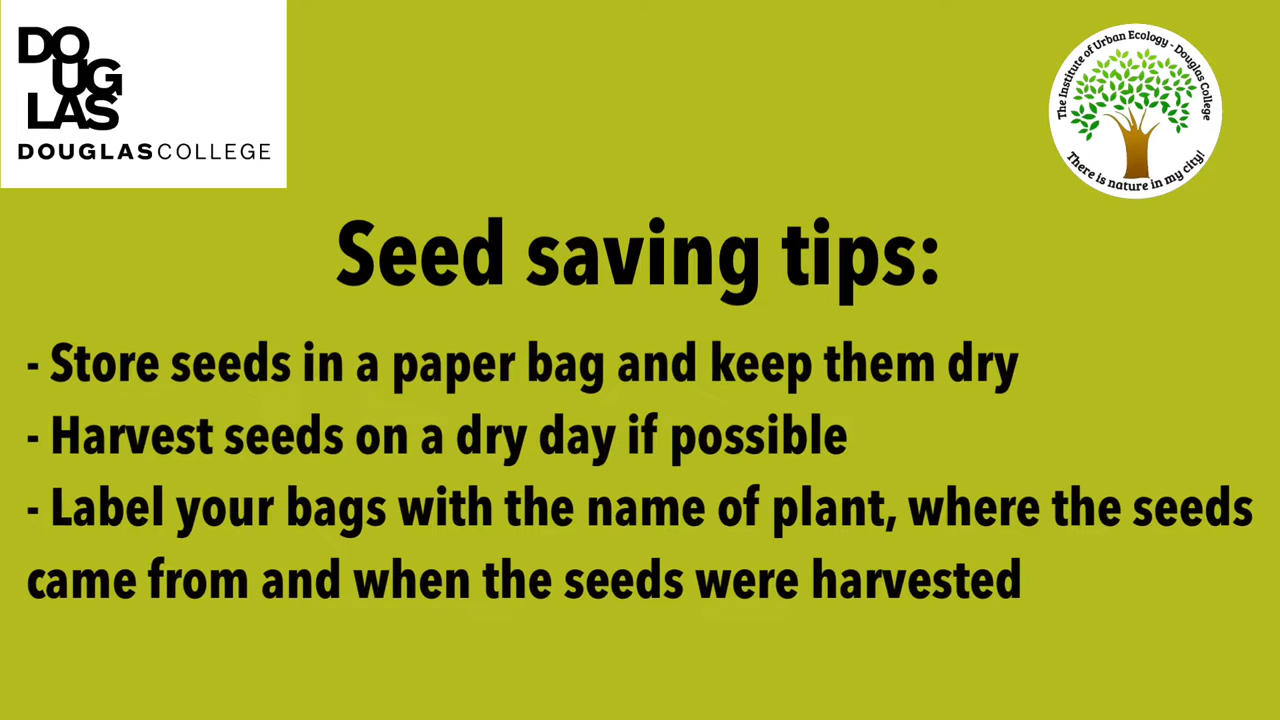 DO
UG
LAS
DOUGLASCOLLEGE
The Institute of Urban Ecology - Douglas College
There is nature in my city!
Seed saving tips:
- Store seeds in a paper bag and keep them dry
- Harvest seeds on a dry day if possible
- Label your bags with the name of plant, where the seeds
came from and when the seeds were harvested